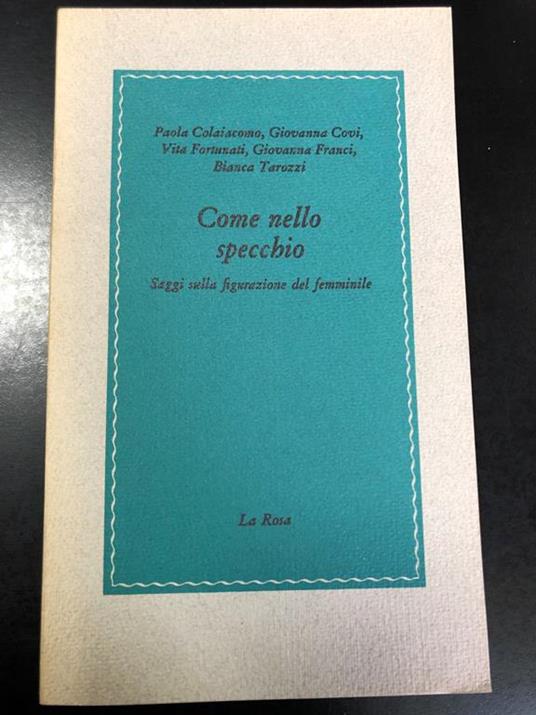 Paola Colaiacomo, Giovanna Covi,
Vita Fortunati, Giovanna Franci,
Bianca Tarozzi
Come nello
specchio
Saggi sulla figurazione del femminile
La Rosa